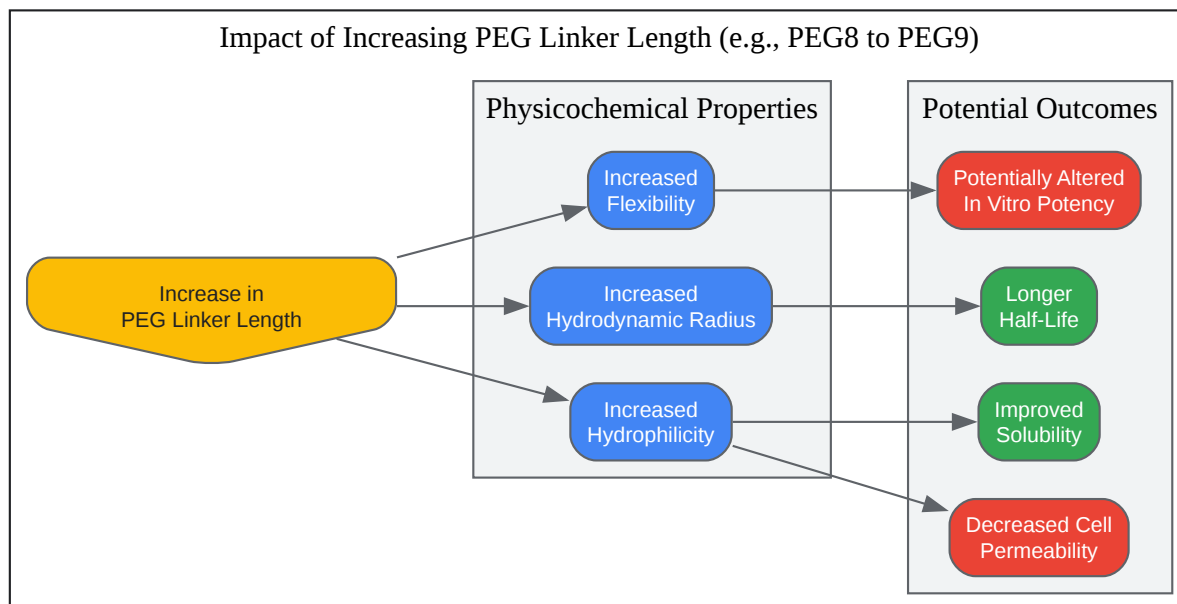 Impact of Increasing PEG Linker Length (e.g., PEG8 to PEG9)
Physicochemical Properties
Potential Outcomes
Increase in
PEG Linker Length
Increased
Flexibility
Increased
Hydrodynamic Radius
Increased
Hydrophilicity
Potentially Altered
In Vitro Potency
Longer
Half-Life
Improved
Solubility
Decreased Cell
Permeability